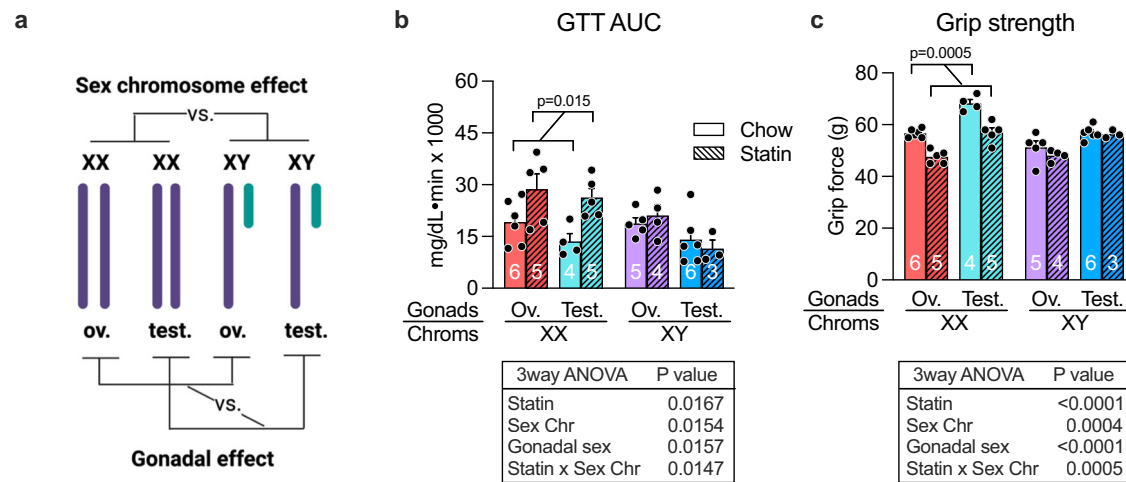 a
Sex chromosome effect
vs.
XX XX XY XY
ov. test. ov. test.
vs.
Gonadal effect
b
GTT AUC
mg/dL•min x 1000
60
45
30
15
0
p=0.015
Chow
Statin
6 5 4 5 5 4 6 3
Gonads Ov. Test. Ov. Test.
Chroms XX XY
3way ANOVA P value
Statin 0.0167
Sex Chr 0.0154
Gonadal sex 0.0157
Statin x Sex Chr 0.0147
c
Grip strength
Grip force (g)
80
60
40
20
0
p=0.0005
6 5 4 5 5 4 6 3
Gonads Ov. Test. Ov. Test.
Chroms XX XY
3way ANOVA P value
Statin <0.0001
Sex Chr 0.0004
Gonadal sex <0.0001
Statin x Sex Chr 0.0005